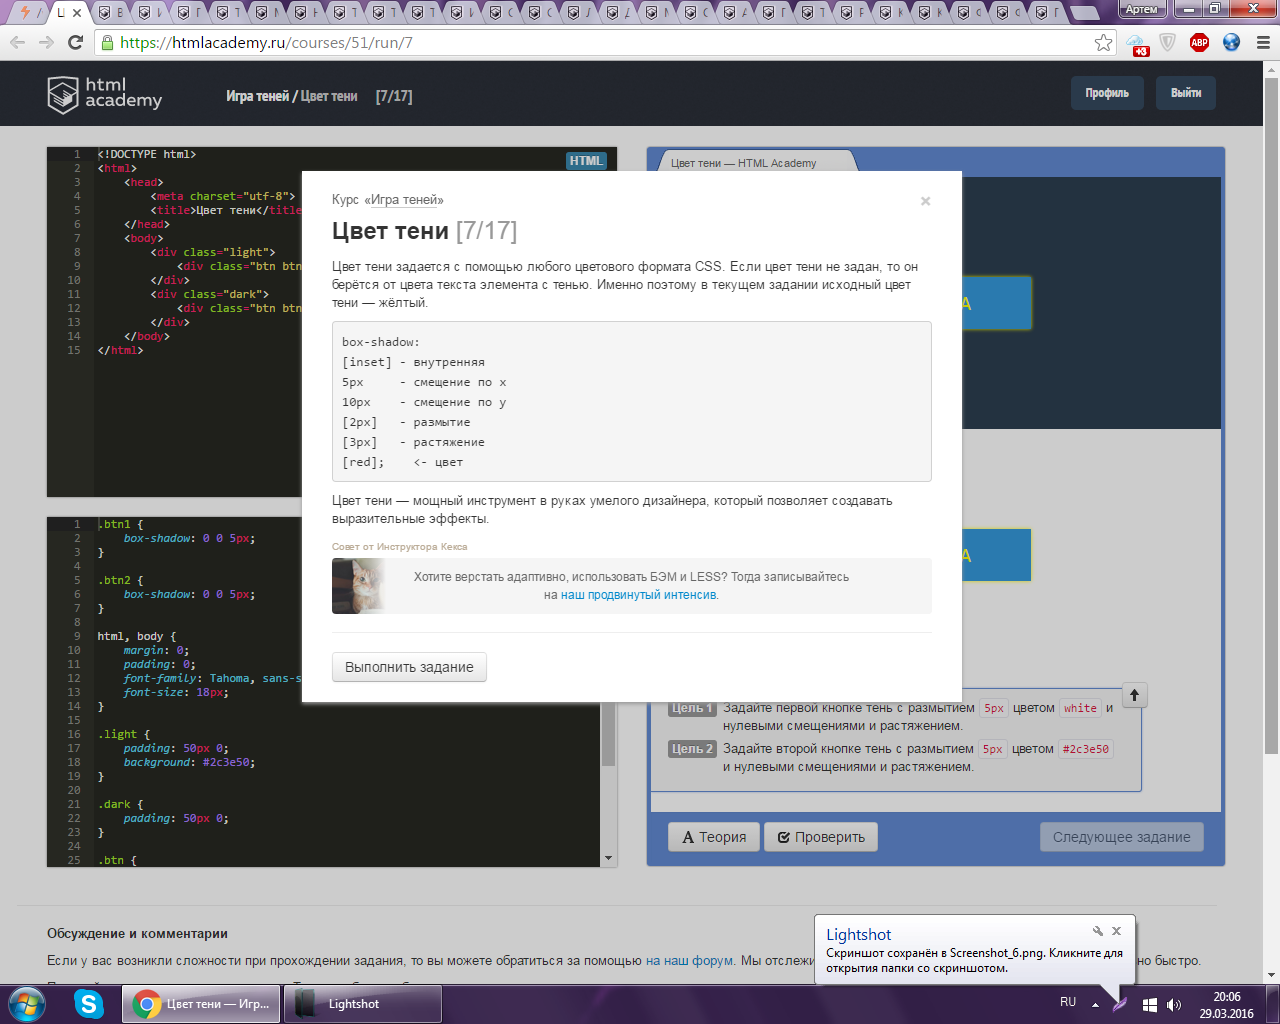 Артем
https://htmlacademy.ru/courses/51/run/7
+3
ABP
html
academy
Игра теней / Цвет тени [7/17]
Профиль
Выйти
1 <!DOCTYPE html>
2 <html>
3 <head>
4 <meta charset="utf-8">
5 <title>Цвет тени</title
6 </head>
7 <body>
8 <div class="light">
9 <div class="btn btn
10 </div>
11 <div class="dark">
12 <div class="btn btn
13 </div>
14 </body>
15 </html>
HTML
Цвет тени — HTML Academy
Курс «Игра теней»
Цвет тени [7/17]
Цвет тени задается с помощью любого цветового формата CSS. Если цвет тени не задан, то он
берётся от цвета текста элемента с тенью. Именно поэтому в текущем задании исходный цвет
тени — жёлтый.
box-shadow:
[inset] - внутренняя
5px - смещение по x
10px - смещение по y
[2px] - размытие
[3px] - растяжение
[red]; <- цвет
Цвет тени — мощный инструмент в руках умелого дизайнера, который позволяет создавать
выразительные эффекты.
Совет от Инструктора Кекса
Хотите верстать адаптивно, использовать БЭМ и LESS? Тогда записывайтесь
на наш продвинутый интенсив.
Выполнить задание
А
А
1 .btn1 {
2 box-shadow: 0 0 5px;
3 }
4
5 .btn2 {
6 box-shadow: 0 0 5px;
7 }
8
9 html, body {
10 margin: 0;
11 padding: 0;
12 font-family: Tahoma, sans-s
13 font-size: 18px;
14 }
15
16 .light {
17 padding: 50px 0;
18 background: #2c3e50;
19 }
20
21 .dark {
22 padding: 50px 0;
23 }
24
25 .btn {
Цель 1 Задайте первой кнопке тень с размытием 5px цветом white и
нулевыми смещениями и растяжением.
Цель 2 Задайте второй кнопке тень с размытием 5px цветом #2c3e50
и нулевыми смещениями и растяжением.
Теория
Проверить
Следующее задание
Обсуждение и комментарии
Если у вас возникли сложности при прохождении задания, то вы можете обратиться за помощью на наш форум. Мы отслежи
но быстро.
Lightshot
Скриншот сохранён в Screenshot_6.png. Кликните для
открытия папки со скриншотом.
Цвет тени — Игр...
Lightshot
RU
20:06
29.03.2016